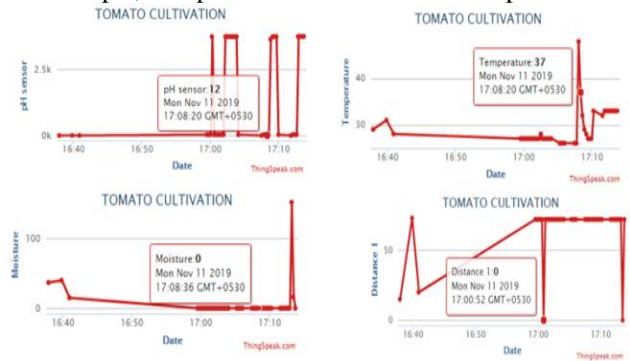 TOMATO CULTIVATION
pH sensor
2.5k
0k
pH sensor:12
Mon Nov 11 2019
17:08:20 GMT+0530
16:40
16:50
17:00
17:10
Date
ThingSpeak.com
TOMATO CULTIVATION
Temperature
40
30
Temperature:37
Mon Nov 11 2019
17:08:20 GMT+0530
16:40
16:50
17:00
17:10
Date
ThingSpeak.com
TOMATO CULTIVATION
Moisture
100
0
Moisture:0
Mon Nov 11 2019
17:08:36 GMT+0530
16:40
16:50
17:00
17:10
Date
ThingSpeak.com
TOMATO CULTIVATION
Distance 1
50
0
Distance 1:0
Mon Nov 11 2019
17:00:52 GMT+0530
16:40
16:50
17:00
17:10
Date
ThingSpeak.com